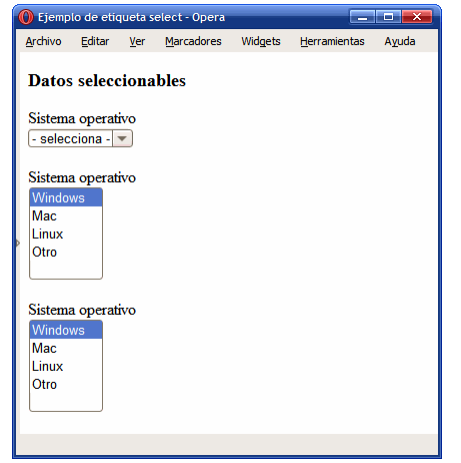 Ejemplo de etiqueta select - Opera
Archivo Editar Ver Marcadores Widgets Herramientas Ayuda
Datos seleccionables
Sistema operativo
- selecciona -
Sistema operativo
Windows
Mac
Linux
Otro
Sistema operativo
Windows
Mac
Linux
Otro